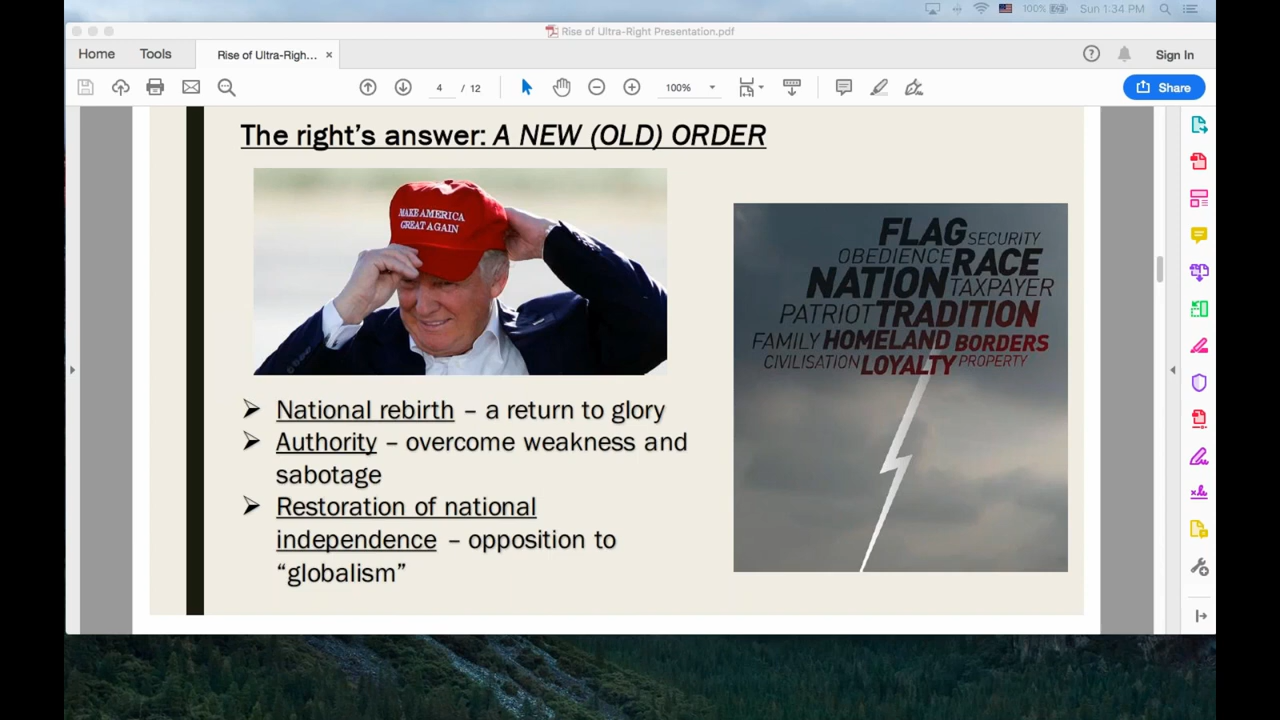 100% Sun 1:34 PM
Rise of Ultra-Right Presentation.pdf
Home Tools Rise of Ultra-Righ... × ? Sign In
4 / 12 100% Share
The right's answer: A NEW (OLD) ORDER
MAKE AMERICA
GREAT AGAIN
➢ National rebirth – a return to glory
➢ Authority – overcome weakness and
sabotage
➢ Restoration of national
independence – opposition to
“globalism”
FLAG SECURITY
OBEDIENCE RACE
NATION TAXPAYER
PATRIOT TRADITION
FAMILY HOMELAND BORDERS
CIVILISATION LOYALTY PROPERTY